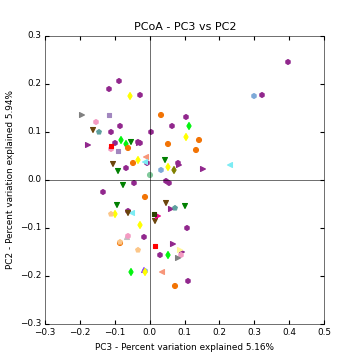 PCoA - PC3 vs PC2
0.3
0.2
0.1
0.0
−0.1
−0.2
−0.3
PC2 - Percent variation explained 5.94%
−0.3 −0.2 −0.1 0.0 0.1 0.2 0.3 0.4 0.5
PC3 - Percent variation explained 5.16%